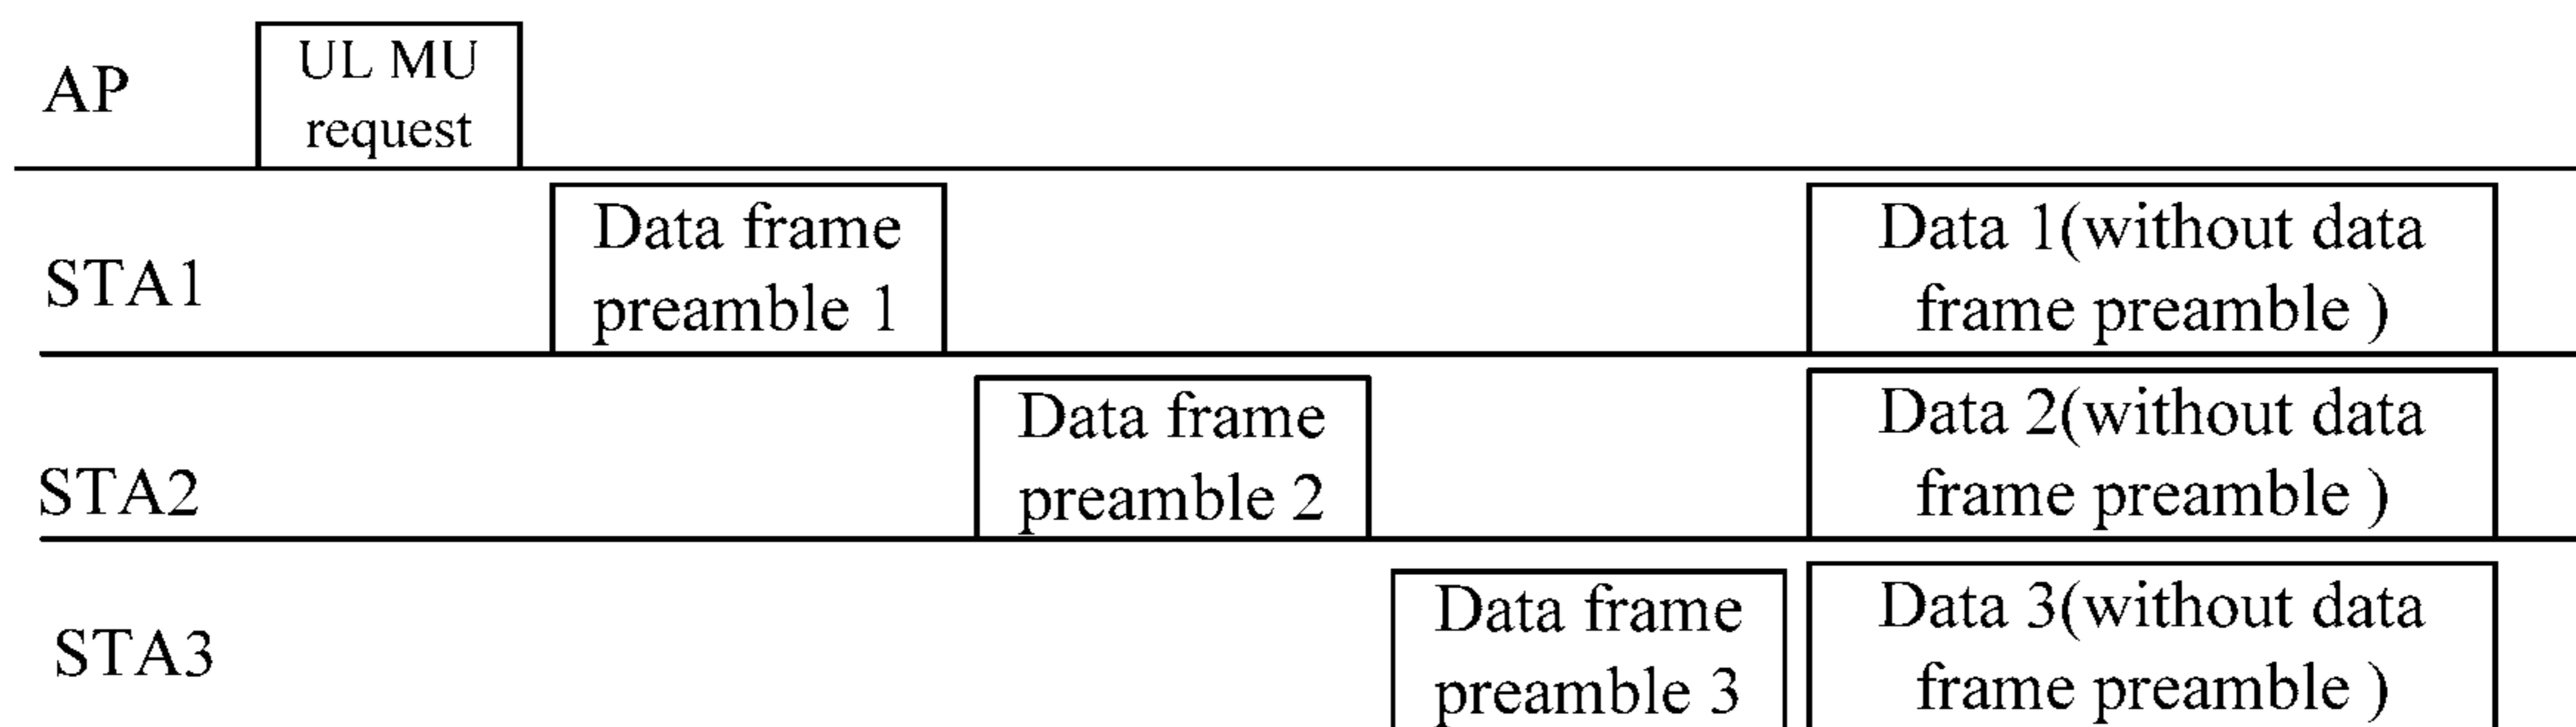 UL MU
request
AP
Data frame
preamble 1
Data 1(without data
frame preamble )
STA1
Data frame
preamble 2
Data 2(without data
frame preamble )
STA2
Data frame
preamble 3
Data 3(without data
frame preamble )
STA3